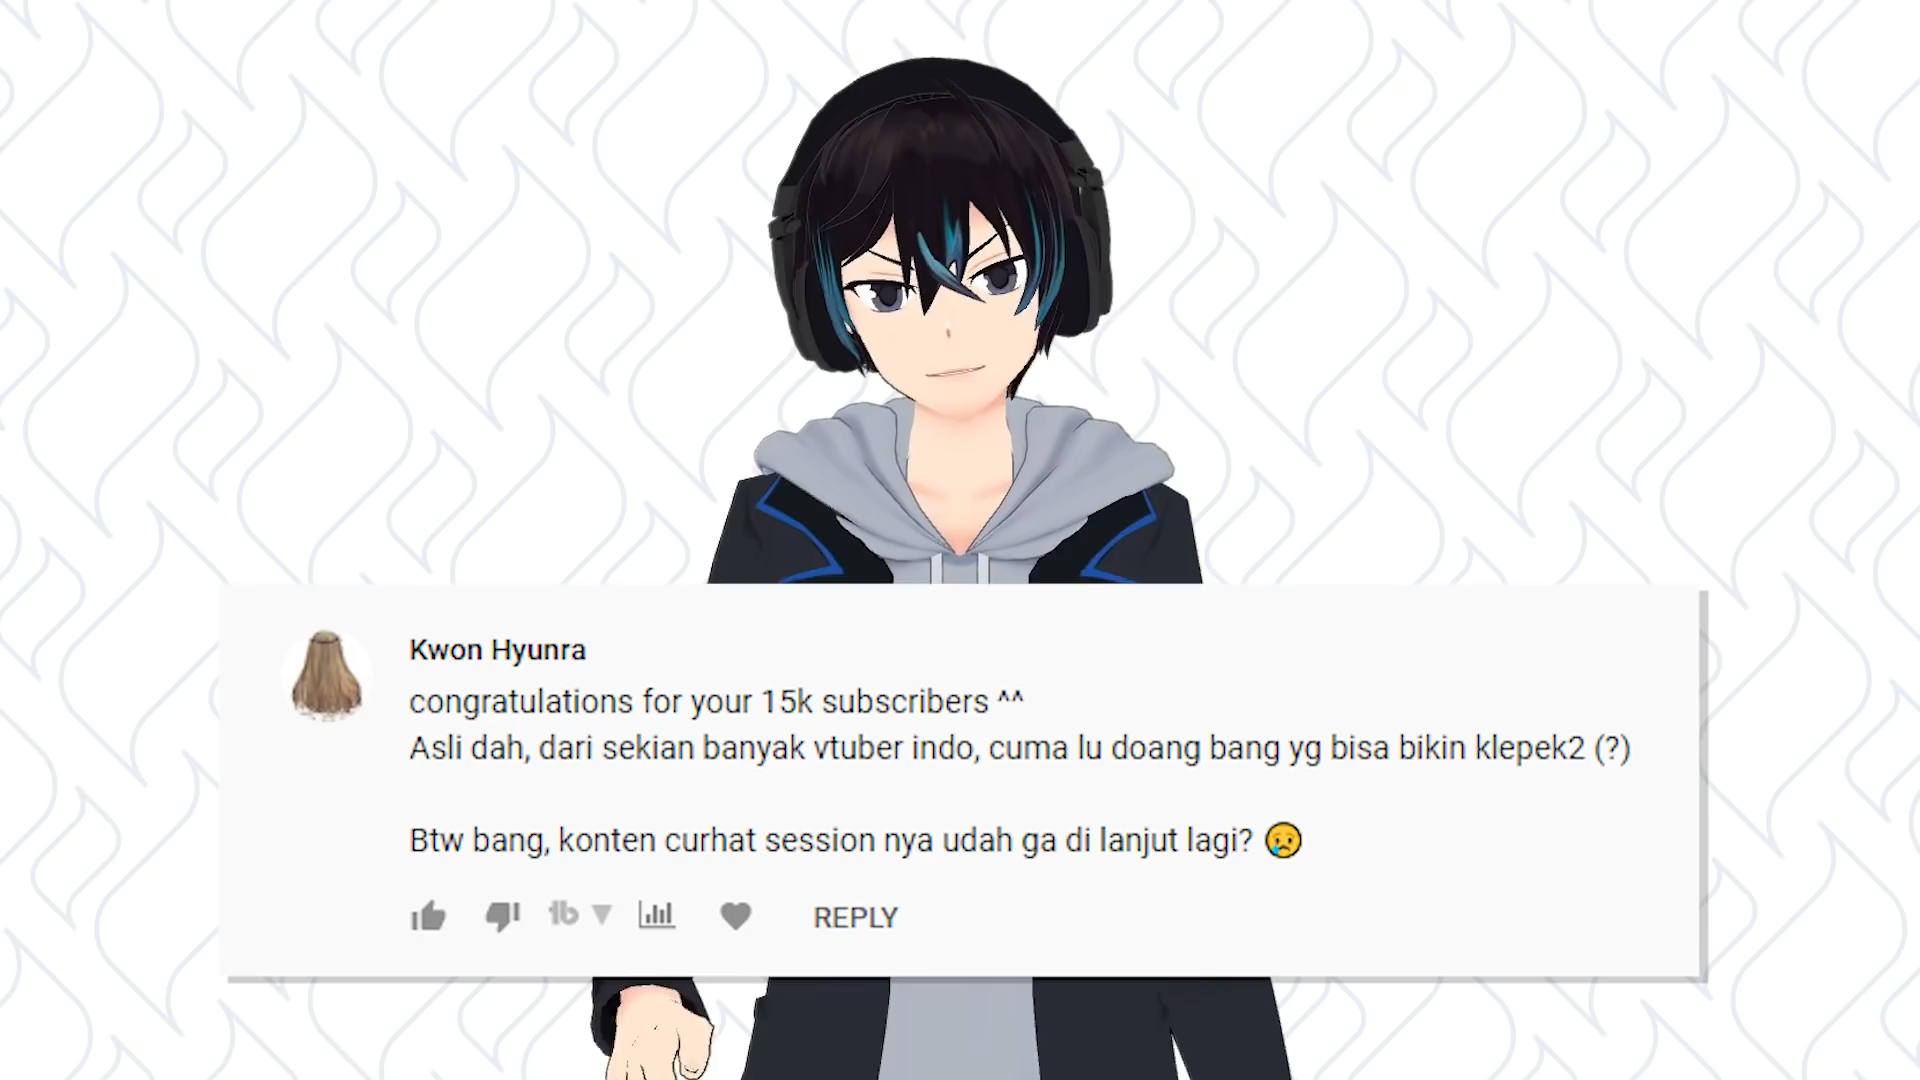 Kwon Hyunra
congratulations for your 15k subscribers ^^
Asli dah, dari sekian banyak vtuber indo, cuma lu doang bang yg bisa bikin klepek2 (?)
Btw bang, konten curhat session nya udah ga di lanjut lagi? 😢
REPLY